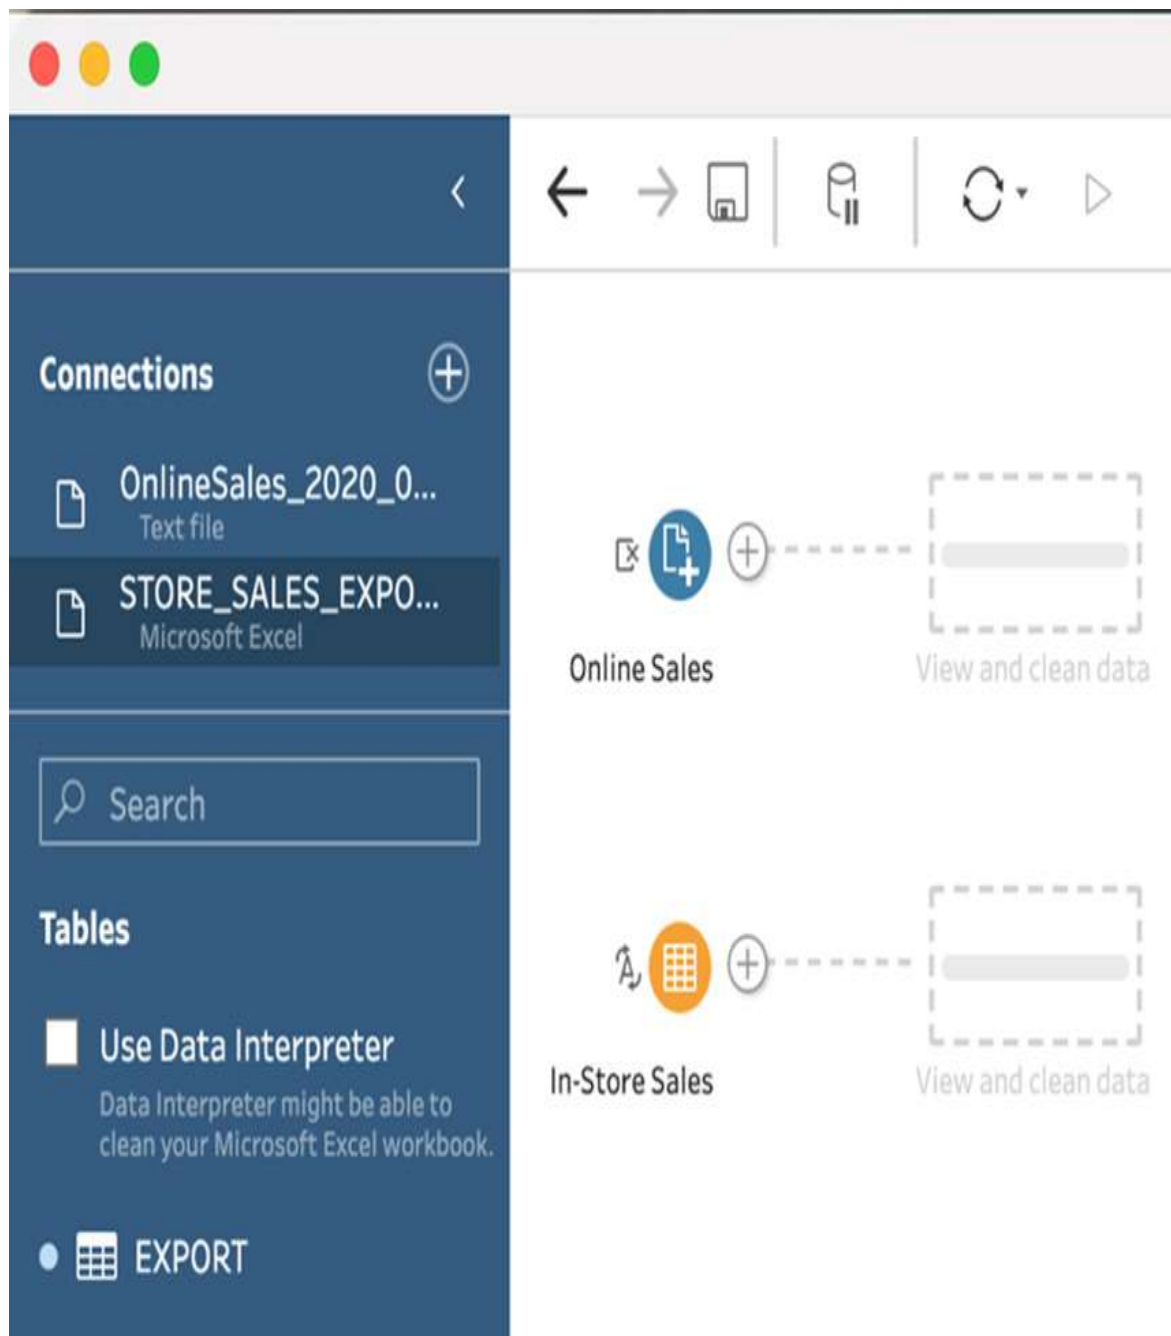 Connections
OnlineSales_2020_0...
Text file
STORE_SALES_EXPO...
Microsoft Excel
Search
Tables
Use Data Interpreter
Data Interpreter might be able to
clean your Microsoft Excel workbook.
EXPORT
Online Sales
View and clean data
In-Store Sales
View and clean data